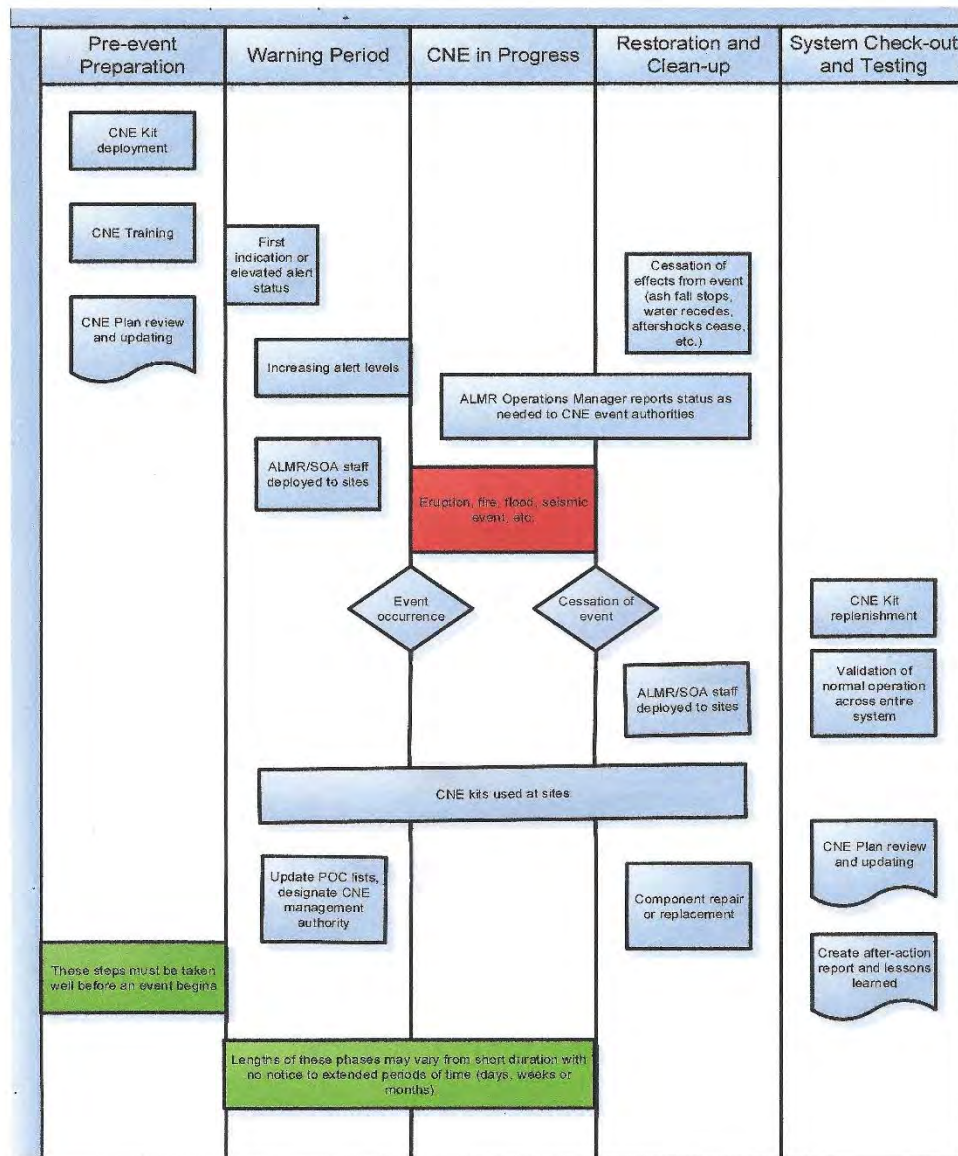 Pre-event
Preparation
Warning Period
CNE in Progress
Restoration and
Clean-up
System Check-out
and Testing
CNE Kit
deployment
CNE Training
CNE Plan review
and updating
These steps must be taken
well before an event begins
First
indication or
elevated alert
status
Increasing alert levels
ALMR/SOA staff
deployed to sites
Event
occurrence
Update POC lists,
designate CNE
management
authority
Eruption, fire, flood, seismic
event, etc.
Cessation of
event
Cessation of
effects from event
(ash fall stops,
water recedes,
aftershocks cease,
etc.)
ALMR Operations Manager reports status as
needed to CNE event authorities
ALMR/SOA staff
deployed to sites
CNE kits used at sites
Component repair
or replacement
CNE Kit
replenishment
Validation of
normal operation
across entire
system
CNE Plan review
and updating
Create after-action
report and lessons
learned
Lengths of these phases may vary from short duration with
no notice to extended periods of time (days, weeks or
months)